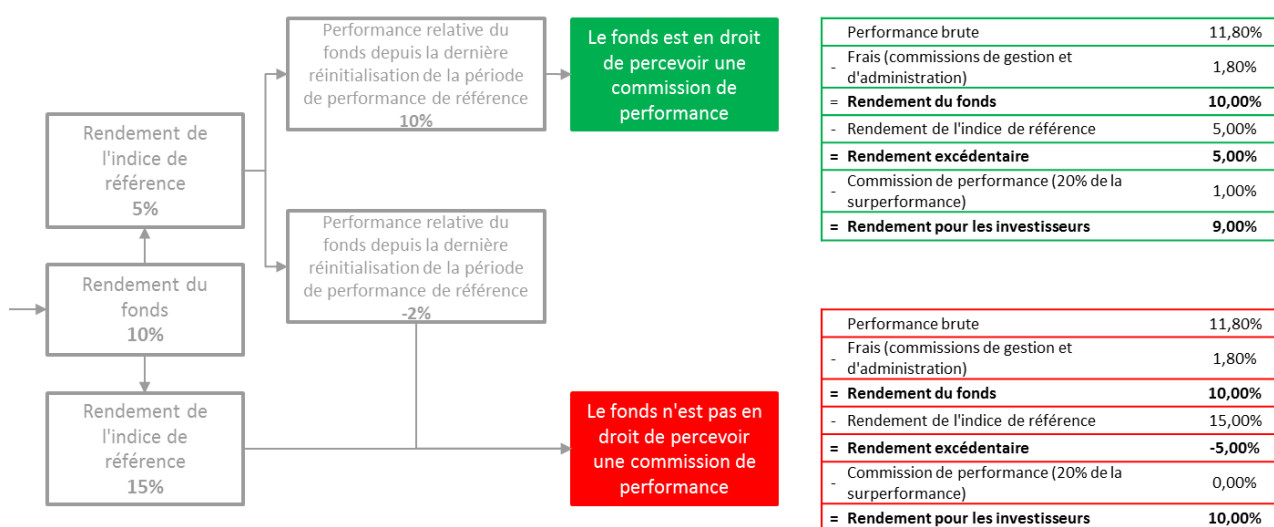 Performance relative du
fonds depuis la dernière
réinitialisation de la période
de performance de référence
10%
Le fonds est en droit
de percevoir une
commission de
performance
Rendement de
l'indice de
référence
5%
Performance relative du
fonds depuis la dernière
réinitialisation de la période
de performance de référence
-2%
Rendement du
fonds
10%
Rendement de
l'indice de
référence
15%
Le fonds n'est pas en
droit de percevoir
une commission de
performance
Performance brute 11,80%
- Frais (commissions de gestion et
d'administration) 1,80%
= Rendement du fonds 10,00%
- Rendement de l'indice de référence 5,00%
= Rendement excédentaire 5,00%
- Commission de performance (20% de la
surperformance) 1,00%
= Rendement pour les investisseurs 9,00%
Performance brute 11,80%
- Frais (commissions de gestion et
d'administration) 1,80%
= Rendement du fonds 10,00%
- Rendement de l'indice de référence 15,00%
= Rendement excédentaire -5,00%
- Commission de performance (20% de la
surperformance) 0,00%
= Rendement pour les investisseurs 10,00%